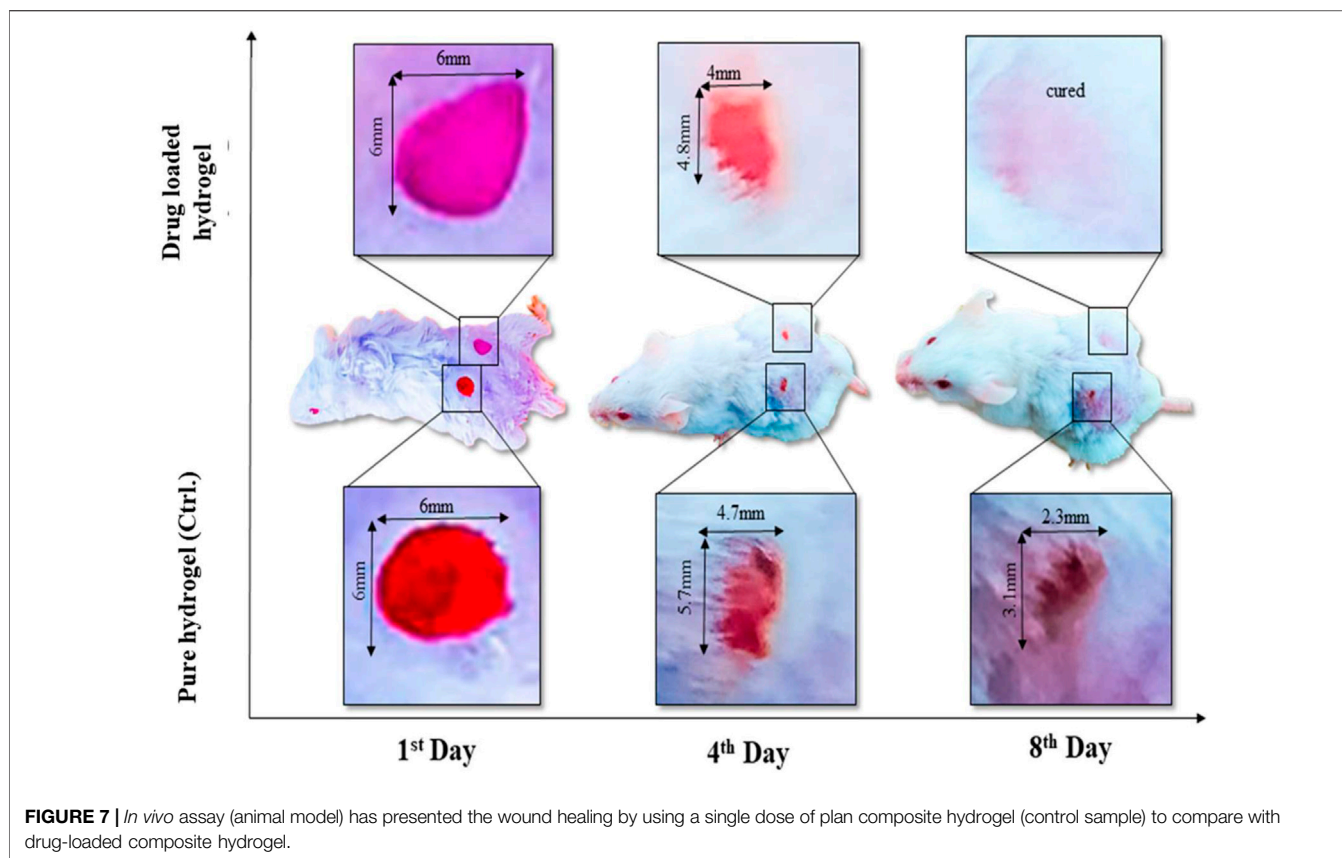 Drug loaded
hydrogel
6mm
6mm
4mm
4.8mm
cured
Pure hydrogel (Ctrl.)
6mm
6mm
4.7mm
5.7mm
2.3mm
3.1mm
1st Day
4th Day
8th Day
FIGURE 7 | In vivo assay (animal model) has presented the wound healing by using a single dose of plan composite hydrogel (control sample) to compare with
drug-loaded composite hydrogel.